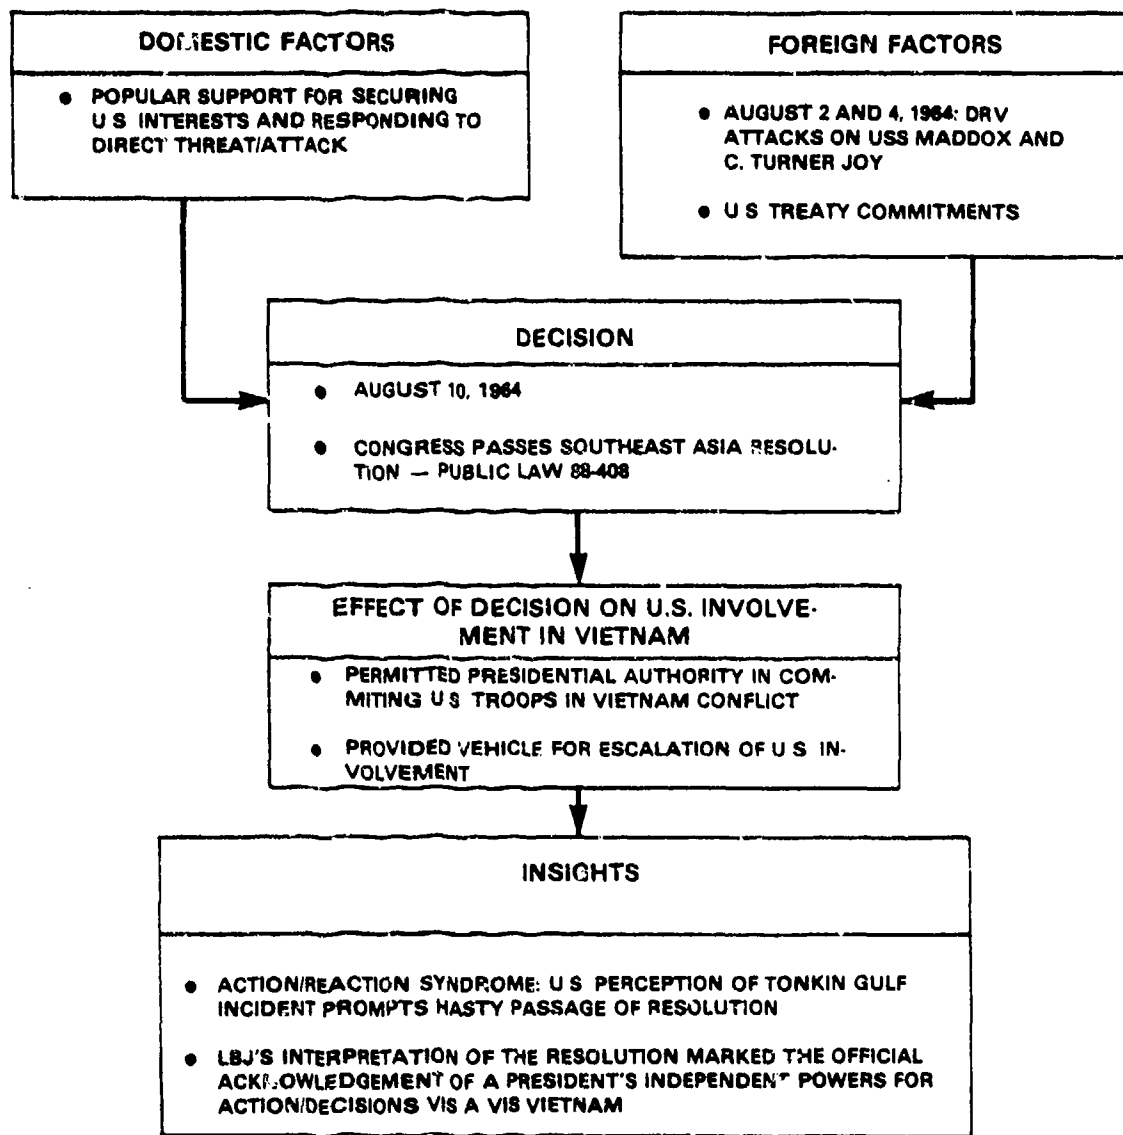 DOMESTIC FACTORS
• POPULAR SUPPORT FOR SECURING
U S INTERESTS AND RESPONDING TO
DIRECT THREAT/ATTACK
FOREIGN FACTORS
• AUGUST 2 AND 4, 1964: DRV
ATTACKS ON USS MADDOX AND
C. TURNER JOY
• U S TREATY COMMITMENTS
DECISION
• AUGUST 10, 1964
• CONGRESS PASSES SOUTHEAST ASIA RESOLU-
TION — PUBLIC LAW 88-408
EFFECT OF DECISION ON U.S. INVOLVE-
MENT IN VIETNAM
• PERMITTED PRESIDENTIAL AUTHORITY IN COM-
MITING U S TROOPS IN VIETNAM CONFLICT
• PROVIDED VEHICLE FOR ESCALATION OF U S IN-
VOLVEMENT
INSIGHTS
• ACTION/REACTION SYNDROME: U S PERCEPTION OF TONKIN GULF
INCIDENT PROMPTS HASTY PASSAGE OF RESOLUTION
• LBJ'S INTERPRETATION OF THE RESOLUTION MARKED THE OFFICIAL
ACKNOWLEDGEMENT OF A PRESIDENT'S INDEPENDENT POWERS FOR
ACTION/DECISIONS VIS A VIS VIETNAM